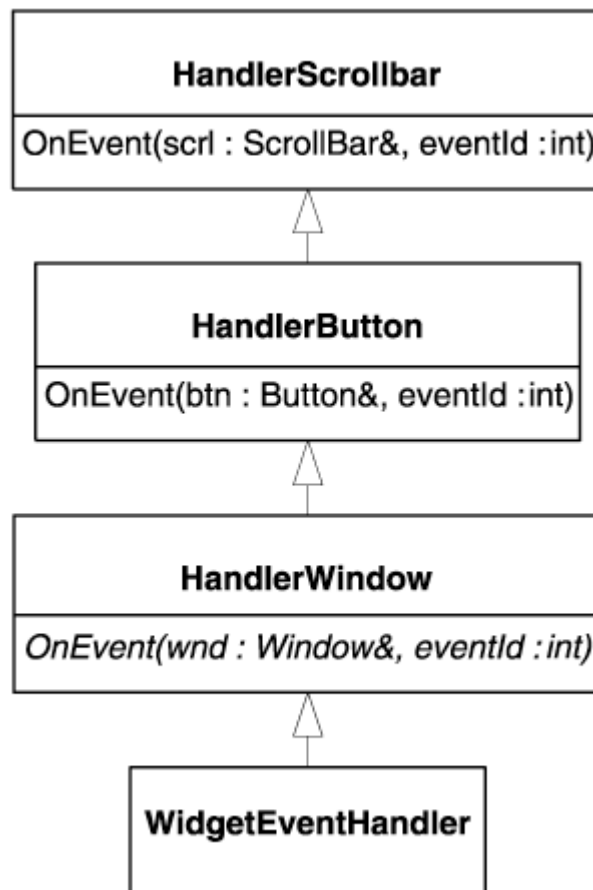 HandlerScrollbar
OnEvent(scrl : ScrollBar&, eventId :int)
HandlerButton
OnEvent(btn : Button&, eventId :int)
HandlerWindow
OnEvent(wnd : Window&, eventId :int)
WidgetEventHandler